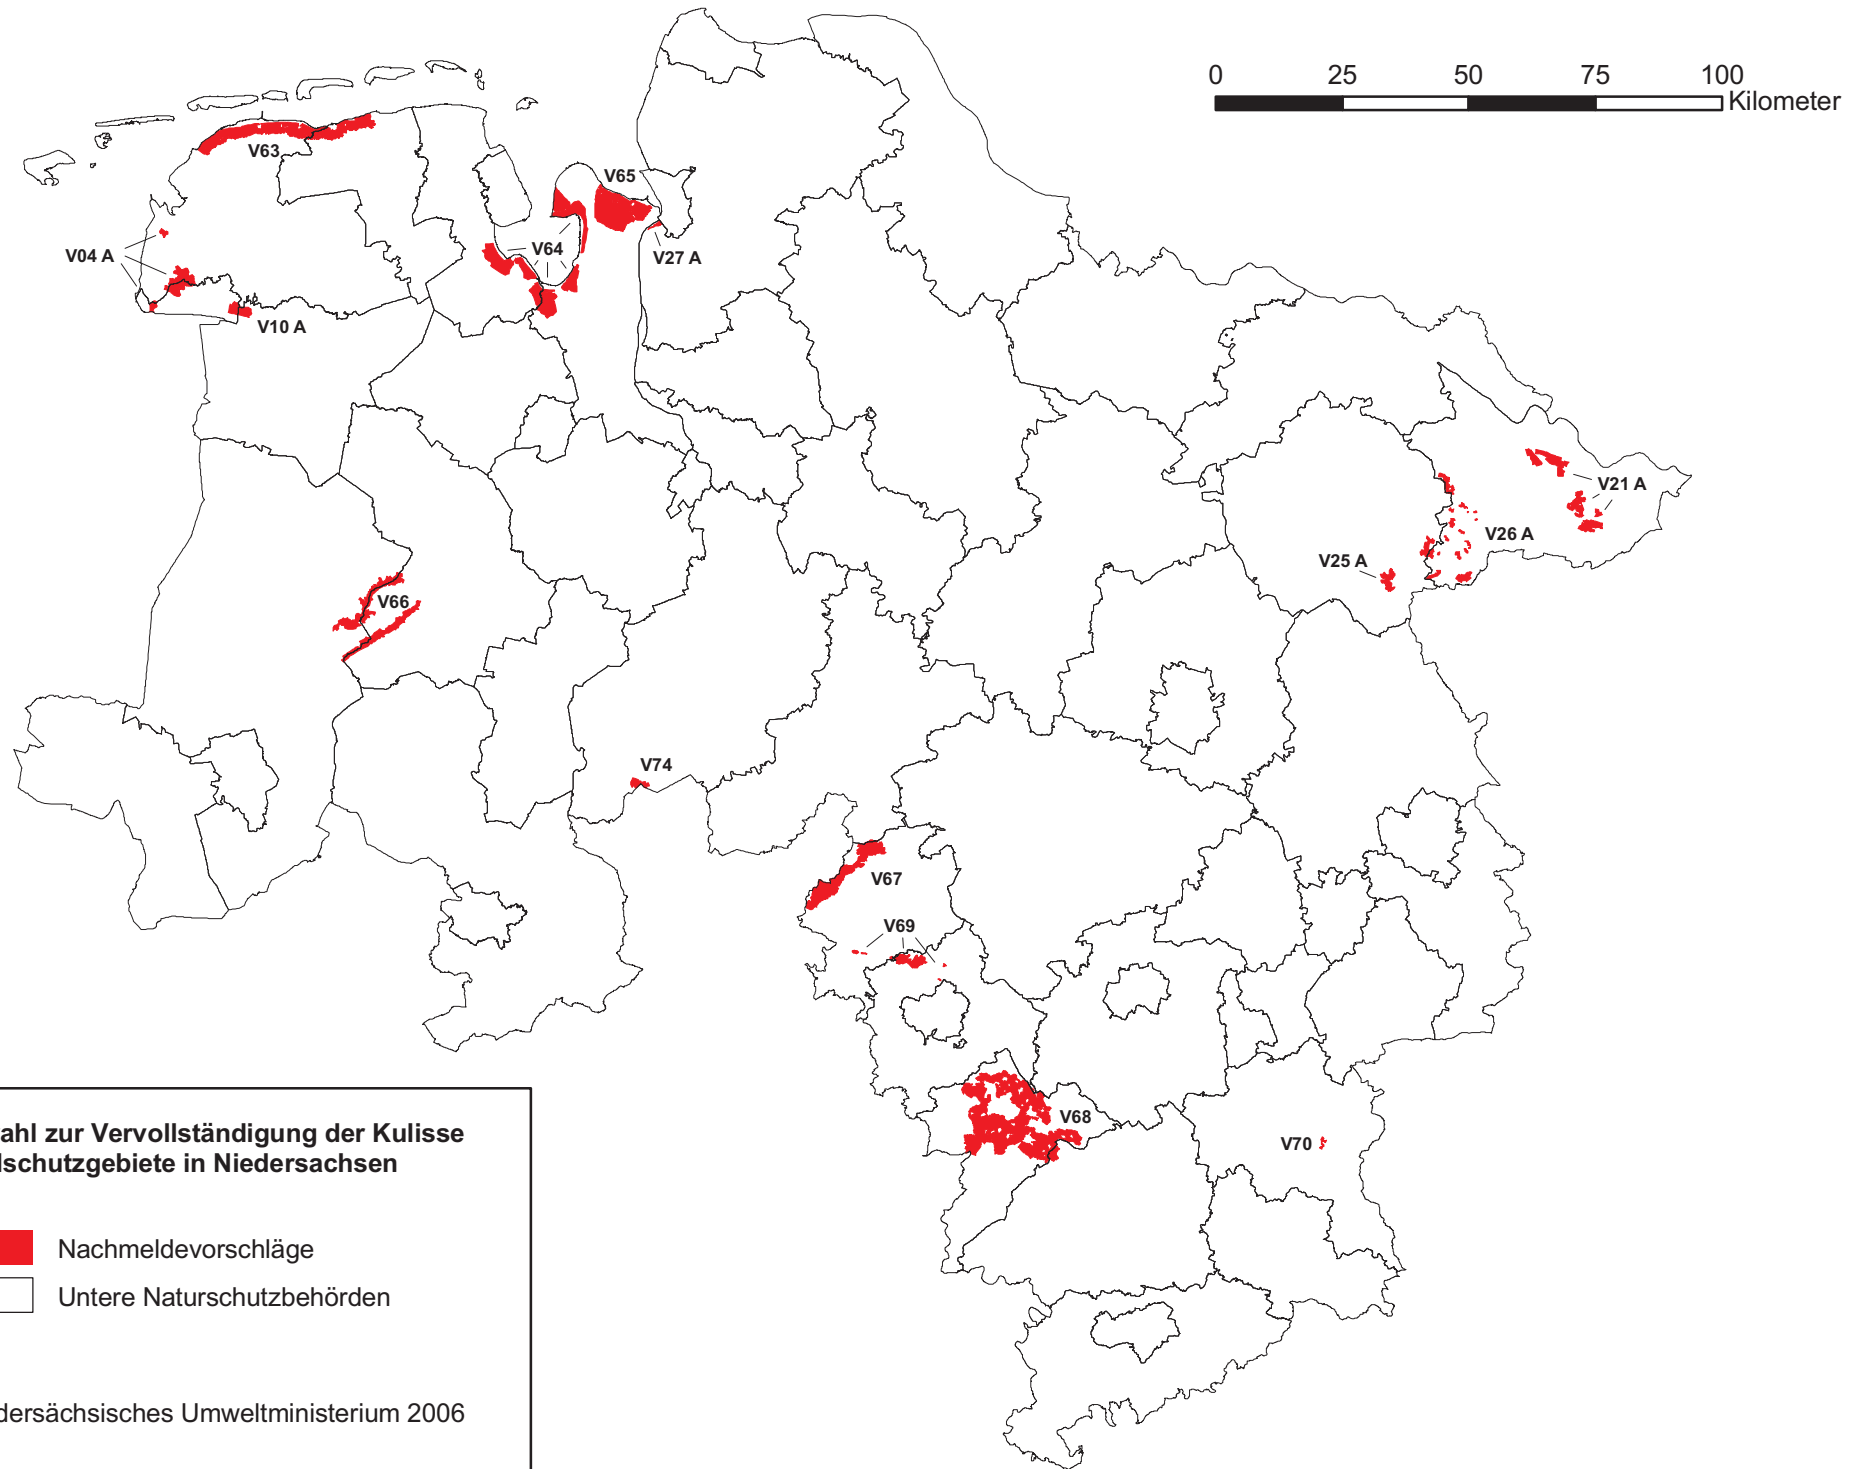 0 25 50 75 100
Kilometer
V63
V65
V04 A
V64
V27 A
V10 A
V21 A
V26 A
V25 A
V66
V74
V67
V69
V68
V70
ahl zur Vervollständigung der Kulisse
lschutzgebiete in Niedersachsen
Nachmeldevorschläge
Untere Naturschutzbehörden
dersächsisches Umweltministerium 2006